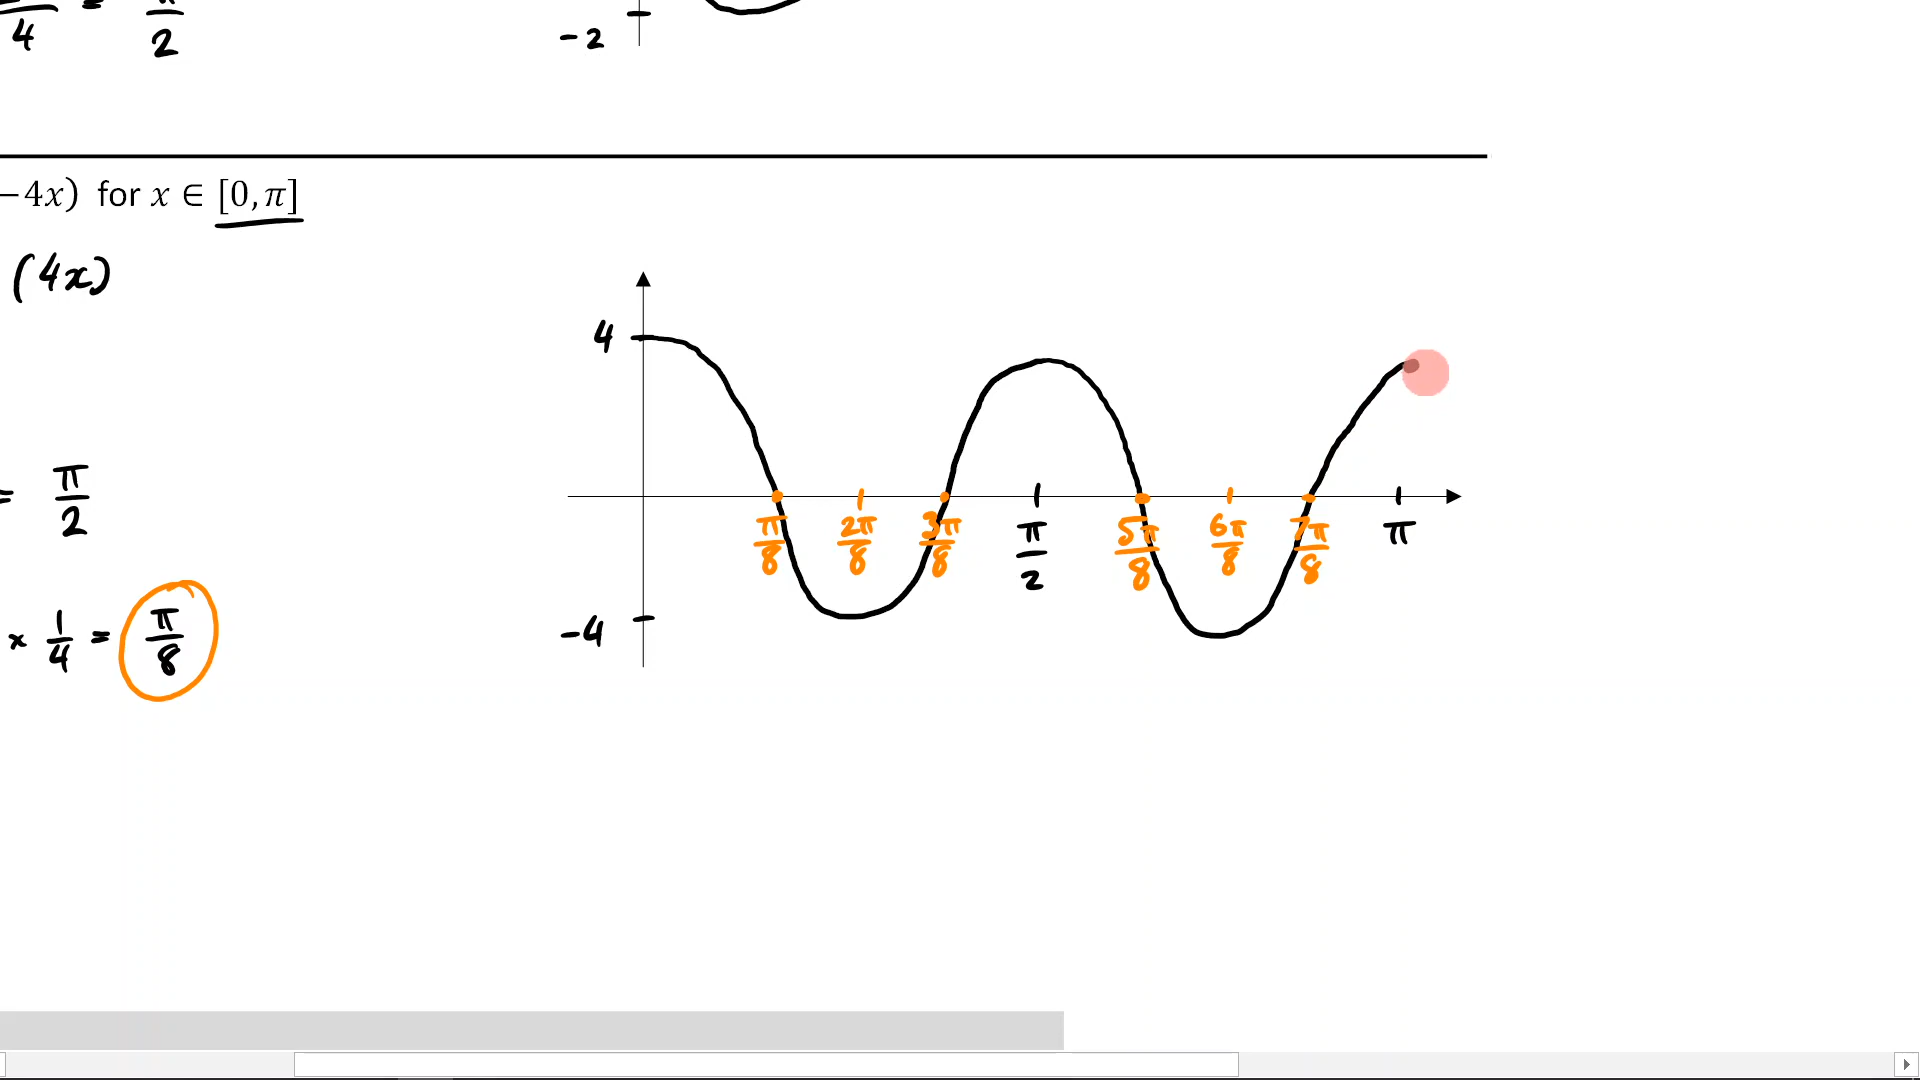 4 = π/2
-2
−4x) for x ∈ [0, π]
(4x)
4
= π/2
π/8 2π/8 3π/8 π/2 5π/8 6π/8 7π/8 π
× 1/4 = π/8
-4